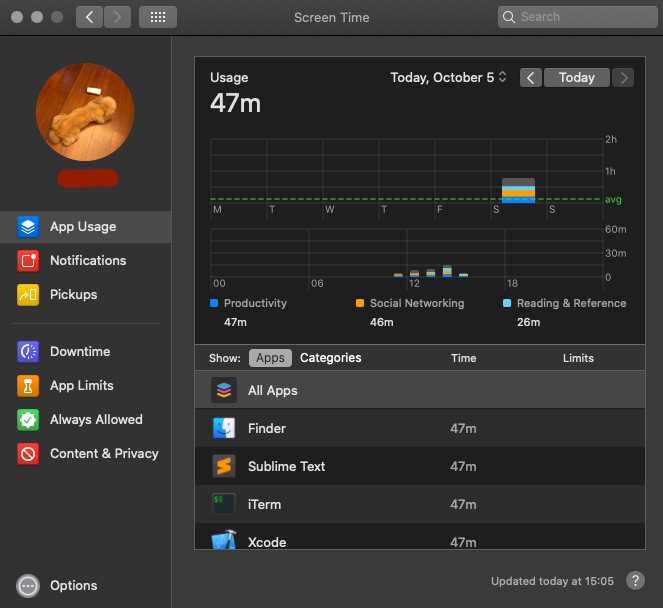 Screen Time
Search
Usage
Today, October 5
Today
47m
2h
1h
avg
M T W T F S S
60m
30m
0
00 06 12 18
Productivity
47m
Social Networking
46m
Reading & Reference
26m
Show: Apps Categories Time Limits
All Apps
Finder 47m
Sublime Text 47m
iTerm 47m
Xcode 47m
App Usage
Notifications
Pickups
Downtime
App Limits
Always Allowed
Content & Privacy
Options
Updated today at 15:05
?